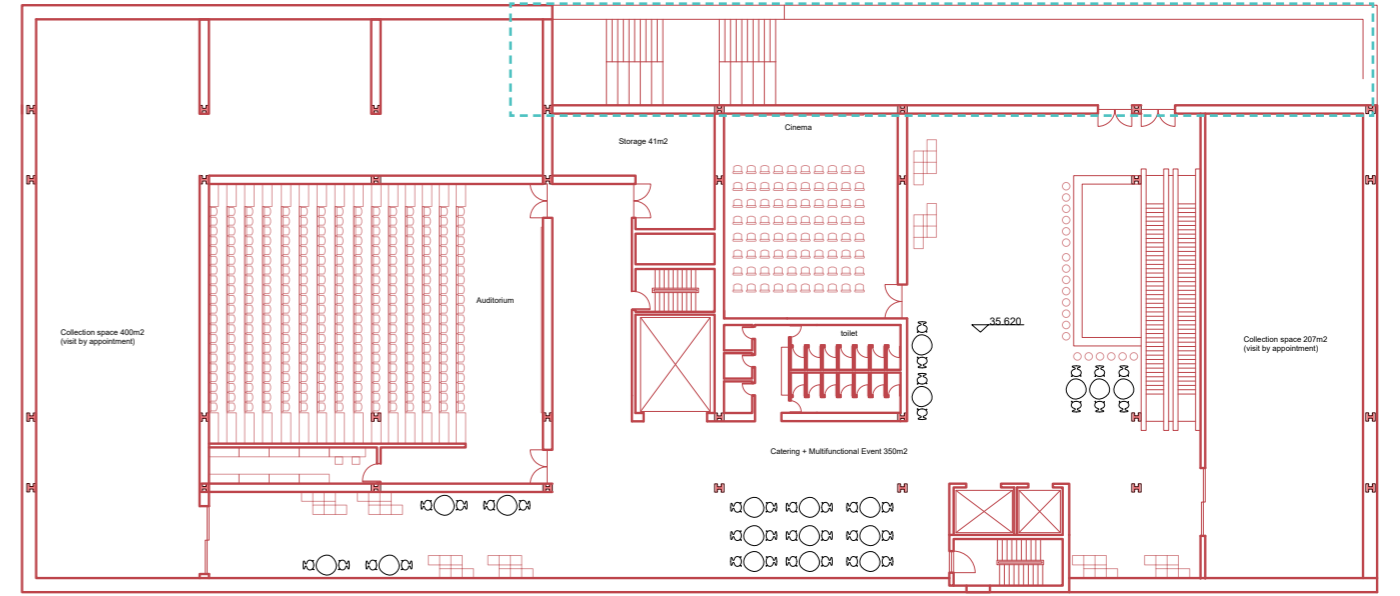 Cinema
Storage 41m2
Auditorium
35 620
Collection space 400m2
(visit by appointment)
toilet
Collection space 207m2
(visit by appointment)
Catering + Multifunctional Event 350m2